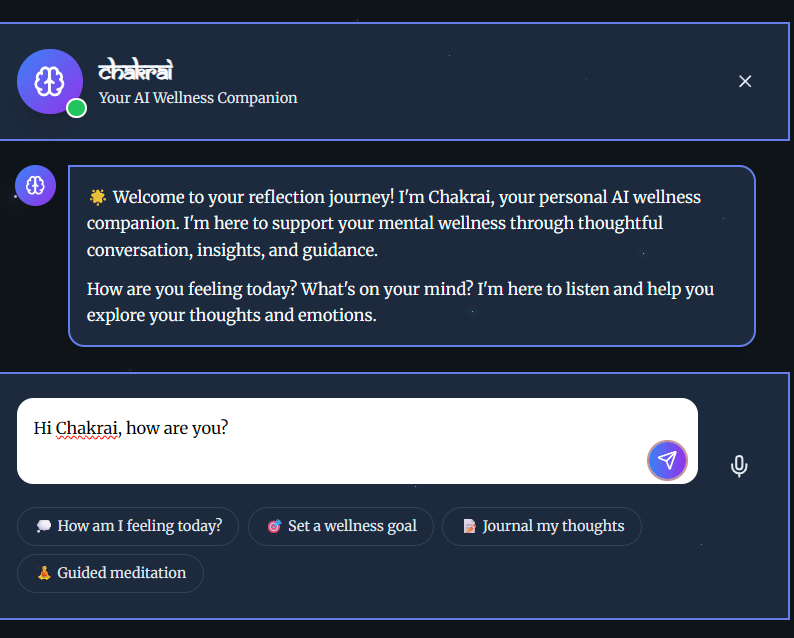 chakrai
Your AI Wellness Companion
🌟 Welcome to your reflection journey! I'm Chakrai, your personal AI wellness
companion. I'm here to support your mental wellness through thoughtful
conversation, insights, and guidance.
How are you feeling today? What's on your mind? I'm here to listen and help you
explore your thoughts and emotions.
Hi Chakrai, how are you?
💭 How am I feeling today?
🎯 Set a wellness goal
📝 Journal my thoughts
🧘 Guided meditation